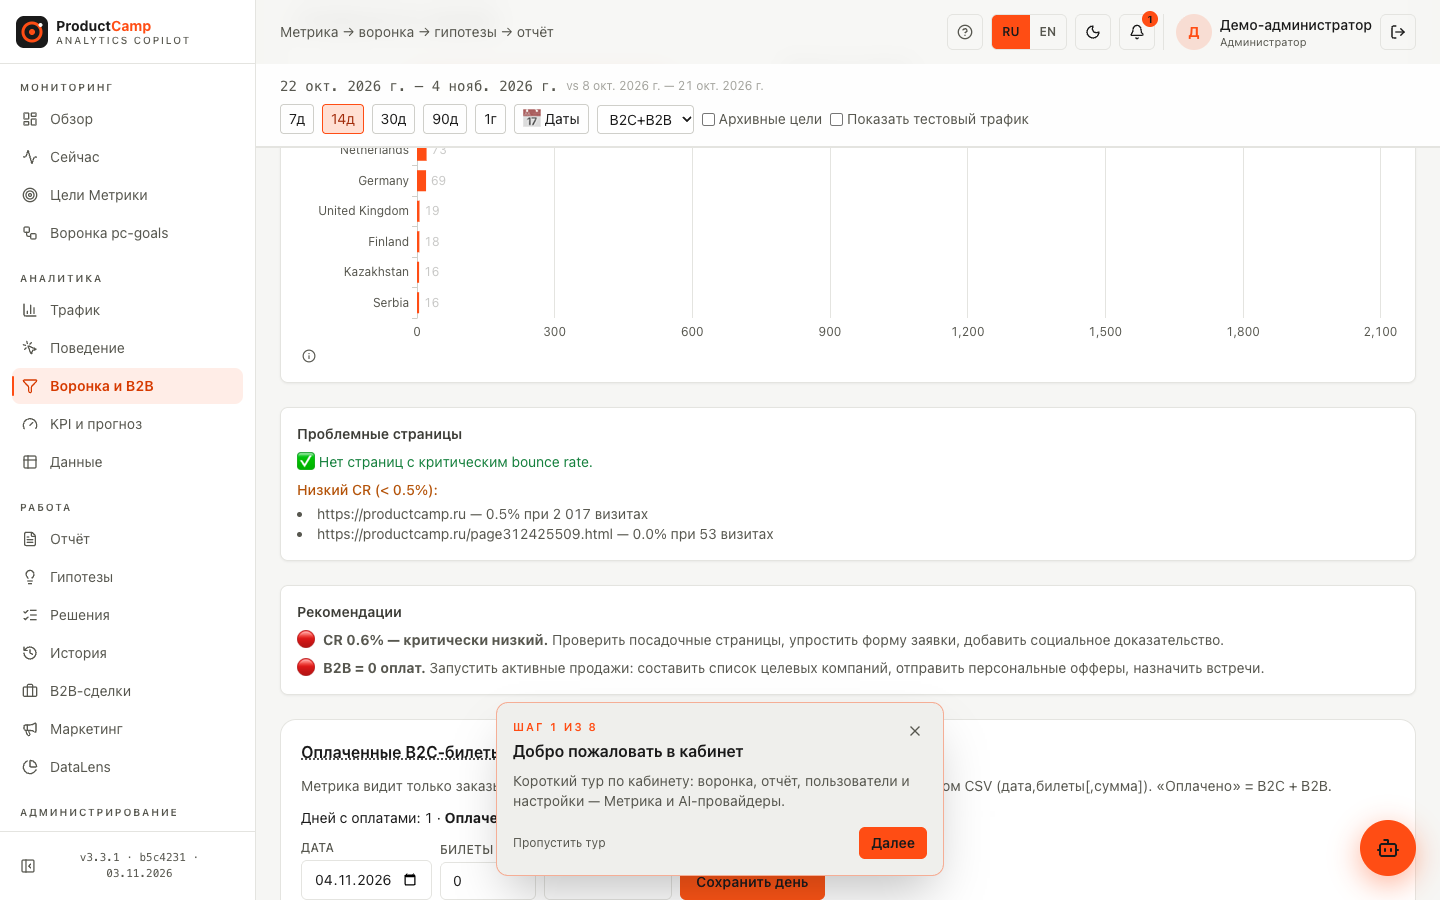 ProductCamp
ANALYTICS COPILOT
Метрика → воронка → гипотезы → отчёт
RU EN
1
Д
Демо-администратор
Администратор
22 окт. 2026 г. — 4 нояб. 2026 г. vs 8 окт. 2026 г. — 21 окт. 2026 г.
7д 14д 30д 90д 1г Даты B2C+B2B Архивные цели Показать тестовый трафик
МОНИТОРИНГ
Обзор
Сейчас
Цели Метрики
Воронка pc-goals
АНАЛИТИКА
Трафик
Поведение
Воронка и B2B
KPI и прогноз
Данные
РАБОТА
Отчёт
Гипотезы
Решения
История
B2B-сделки
Маркетинг
DataLens
АДМИНИСТРИРОВАНИЕ
v3.3.1 · b5c4231 ·
03.11.2026
Netherlands 73
Germany 69
United Kingdom 19
Finland 18
Kazakhstan 16
Serbia 16
0 300 600 900 1,200 1,500 1,800 2,100
Проблемные страницы
✅ Нет страниц с критическим bounce rate.
Низкий CR (< 0.5%):
• https://productcamp.ru — 0.5% при 2 017 визитах
• https://productcamp.ru/page312425509.html — 0.0% при 53 визитах
Рекомендации
🔴 CR 0.6% — критически низкий. Проверить посадочные страницы, упростить форму заявки, добавить социальное доказательство.
🔴 B2B = 0 оплат. Запустить активные продажи: составить список целевых компаний, отправить персональные офферы, назначить встречи.
Оплаченные B2C-билеты
Метрика видит только заказы
ом CSV (дата,билеты[,сумма]). «Оплачено» = B2C + B2B.
Дней с оплатами: 1 · Оплаче
ДАТА БИЛЕТЫ
04.11.2026 0 Сохранить день
ШАГ 1 ИЗ 8
Добро пожаловать в кабинет
Короткий тур по кабинету: воронка, отчёт, пользователи и
настройки — Метрика и AI-провайдеры.
Пропустить тур Далее